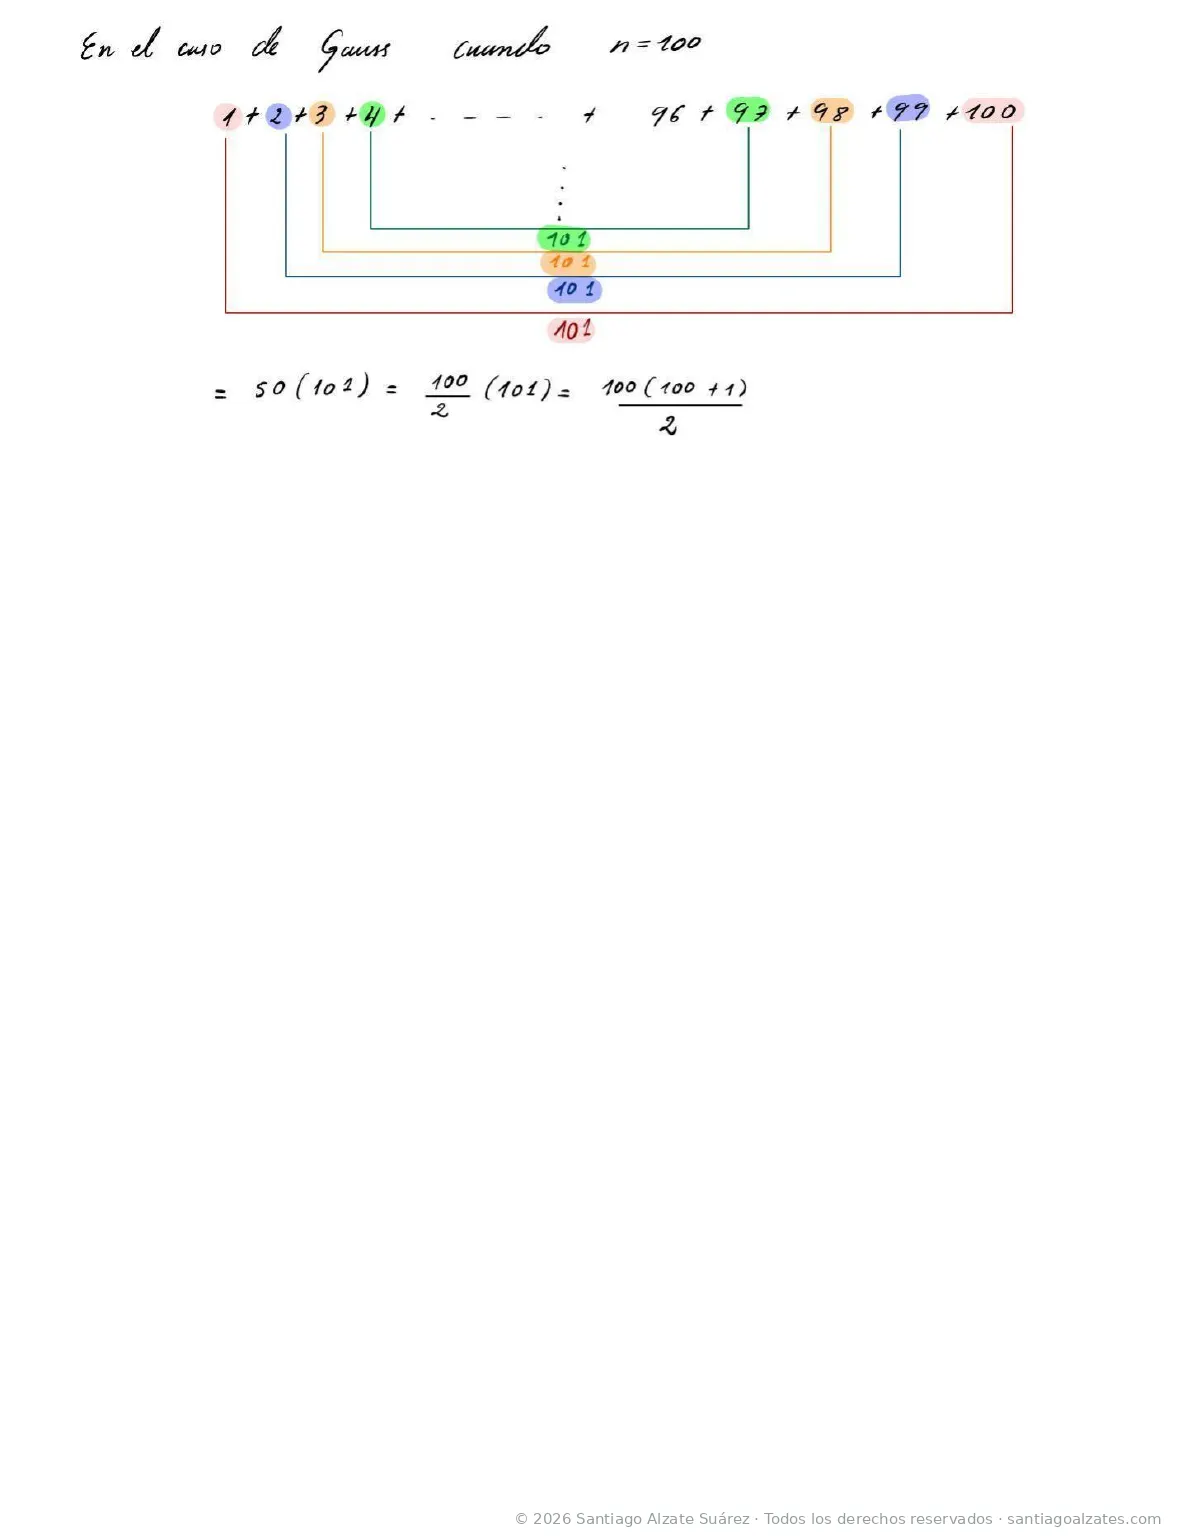 En el caso de Gauss cuando n = 100
1 + 2 + 3 + 4 + . - - - . + 96 + 97 + 98 + 99 + 100
101
101
101
101
= 50 (101) = 100/2 (101) = 100(100 + 1)/2
© 2026 Santiago Alzate Suárez · Todos los derechos reservados · santiagoalzates.com